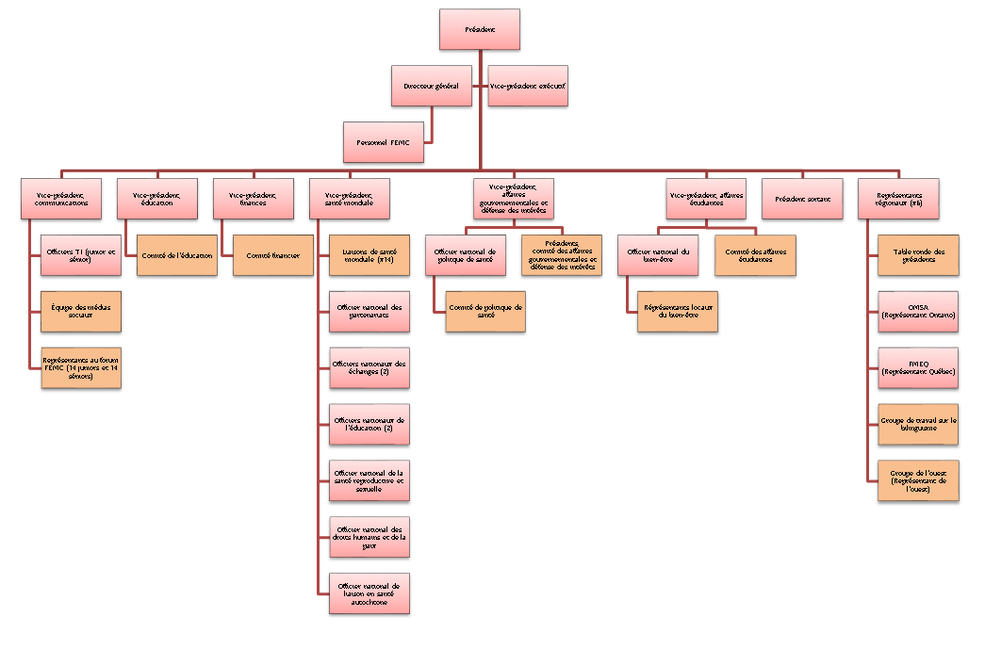 Président
Directeur général
Vice-président exécutif
Personnel FEMC
Vice-président,
communications
Vice-président,
éducation
Vice-président,
finances
Vice-président,
santé mondiale
Vice-président,
affaires
gouvernementales et
défense des intérêts
Vice-président, affaires
étudiantes
Président sortant
Représentants
régionaux (x6)
Officiers TI (junior et
sénior)
Équipe des médias
sociaux
Représentants au forum
FEMC (14 juniors et 14
séniors)
Comité de l'éducation
Comité financier
Liaisons de santé
mondiale (x14)
Officier national des
partenariats
Officiers nationaux des
échanges (2)
Officiers nationaux de
l'éducation (2)
Officier national de la
santé reproductive et
sexuelle
Officier national des
droits humains et de la
paix
Officier national de
liaison en santé
autochtone
Officier national de
politique de santé
Comité de politique de
santé
Présidents,
comité des affaires
gouvernementales et
défense des intérêts
Officier national du
bien-être
Représentants locaux
du bien-être
Comité des affaires
étudiantes
Table ronde des
présidents
OMSA
(Représentant Ontario)
FMEQ
(Représentant Québec)
Groupe de travail sur le
bilinguisme
Groupe de l'ouest
(Représentant de
l'ouest)